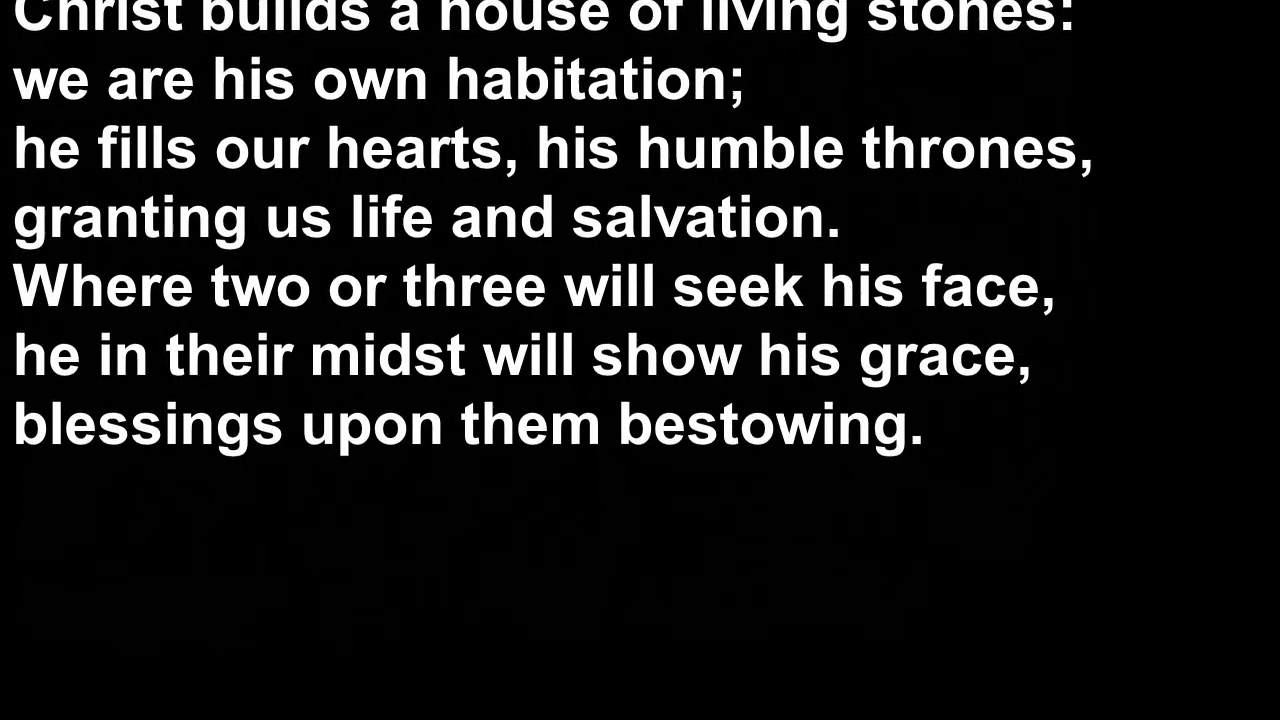 Christ builds a house of living stones:
we are his own habitation;
he fills our hearts, his humble thrones,
granting us life and salvation.
Where two or three will seek his face,
he in their midst will show his grace,
blessings upon them bestowing.